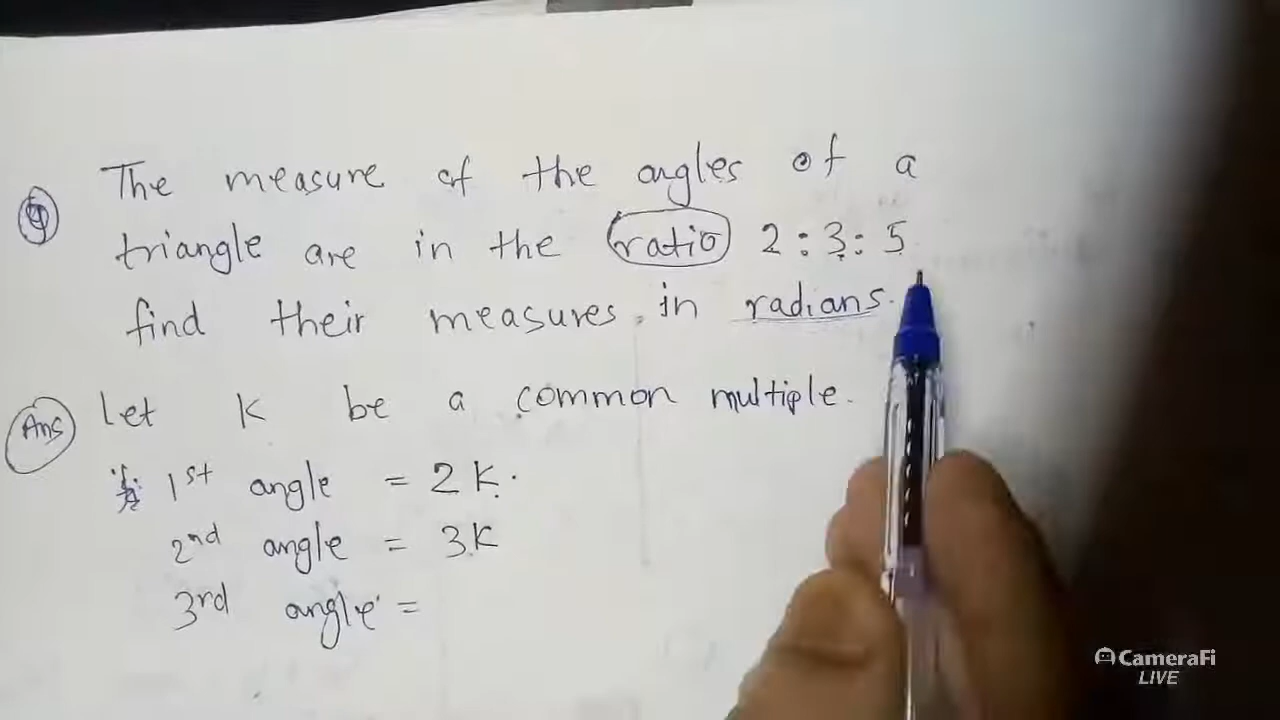 Q The measure of the angles of a
triangle are in the ratio 2 : 3 : 5
find their measures in radians.
Ans Let K be a common multiple.
1st angle = 2K.
2nd angle = 3K
3rd angle =
CameraFi
LIVE